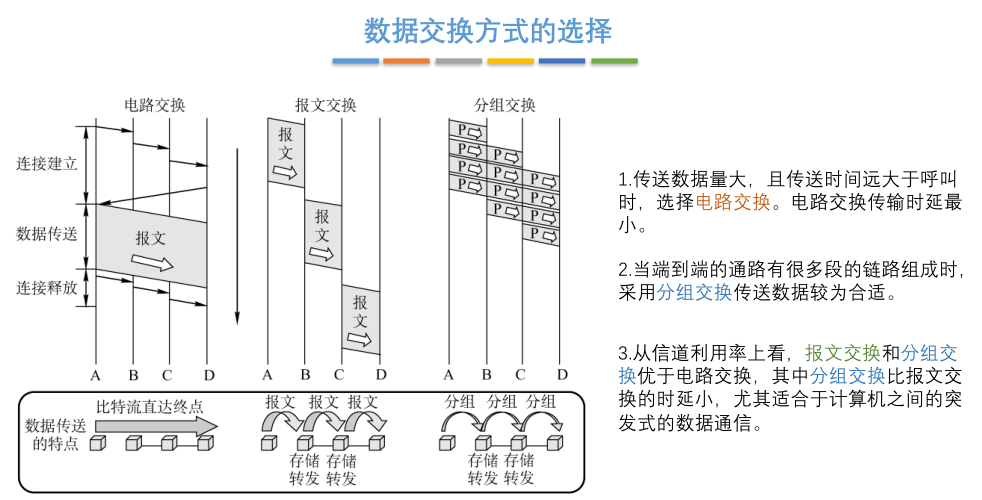 数据交换方式的选择
电路交换
报文交换
分组交换
连接建立
数据传送
连接释放
报文
报
文
报
文
报
文
P P P P
P P P P
P P P P
A B C D
A B C D
A B C D
数据传送
的特点
比特流直达终点
报文 报文 报文
存储 存储
转发 转发
分组 分组 分组
存储 存储
转发 转发
1.传送数据量大，且传送时间远大于呼叫
时，选择电路交换。电路交换传输时延最
小。
2.当端到端的通路有很多段的链路组成时，
采用分组交换传送数据较为合适。
3.从信道利用率上看，报文交换和分组交
换优于电路交换，其中分组交换比报文交
换的时延小，尤其适合于计算机之间的突
发式的数据通信。